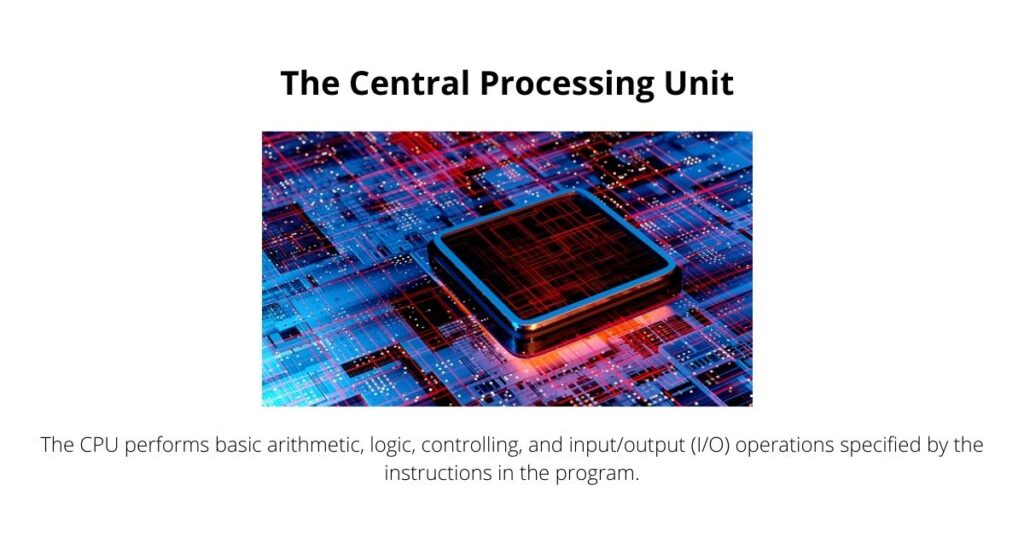 The Central Processing Unit
The CPU performs basic arithmetic, logic, controlling, and input/output (I/O) operations specified by the
instructions in the program.